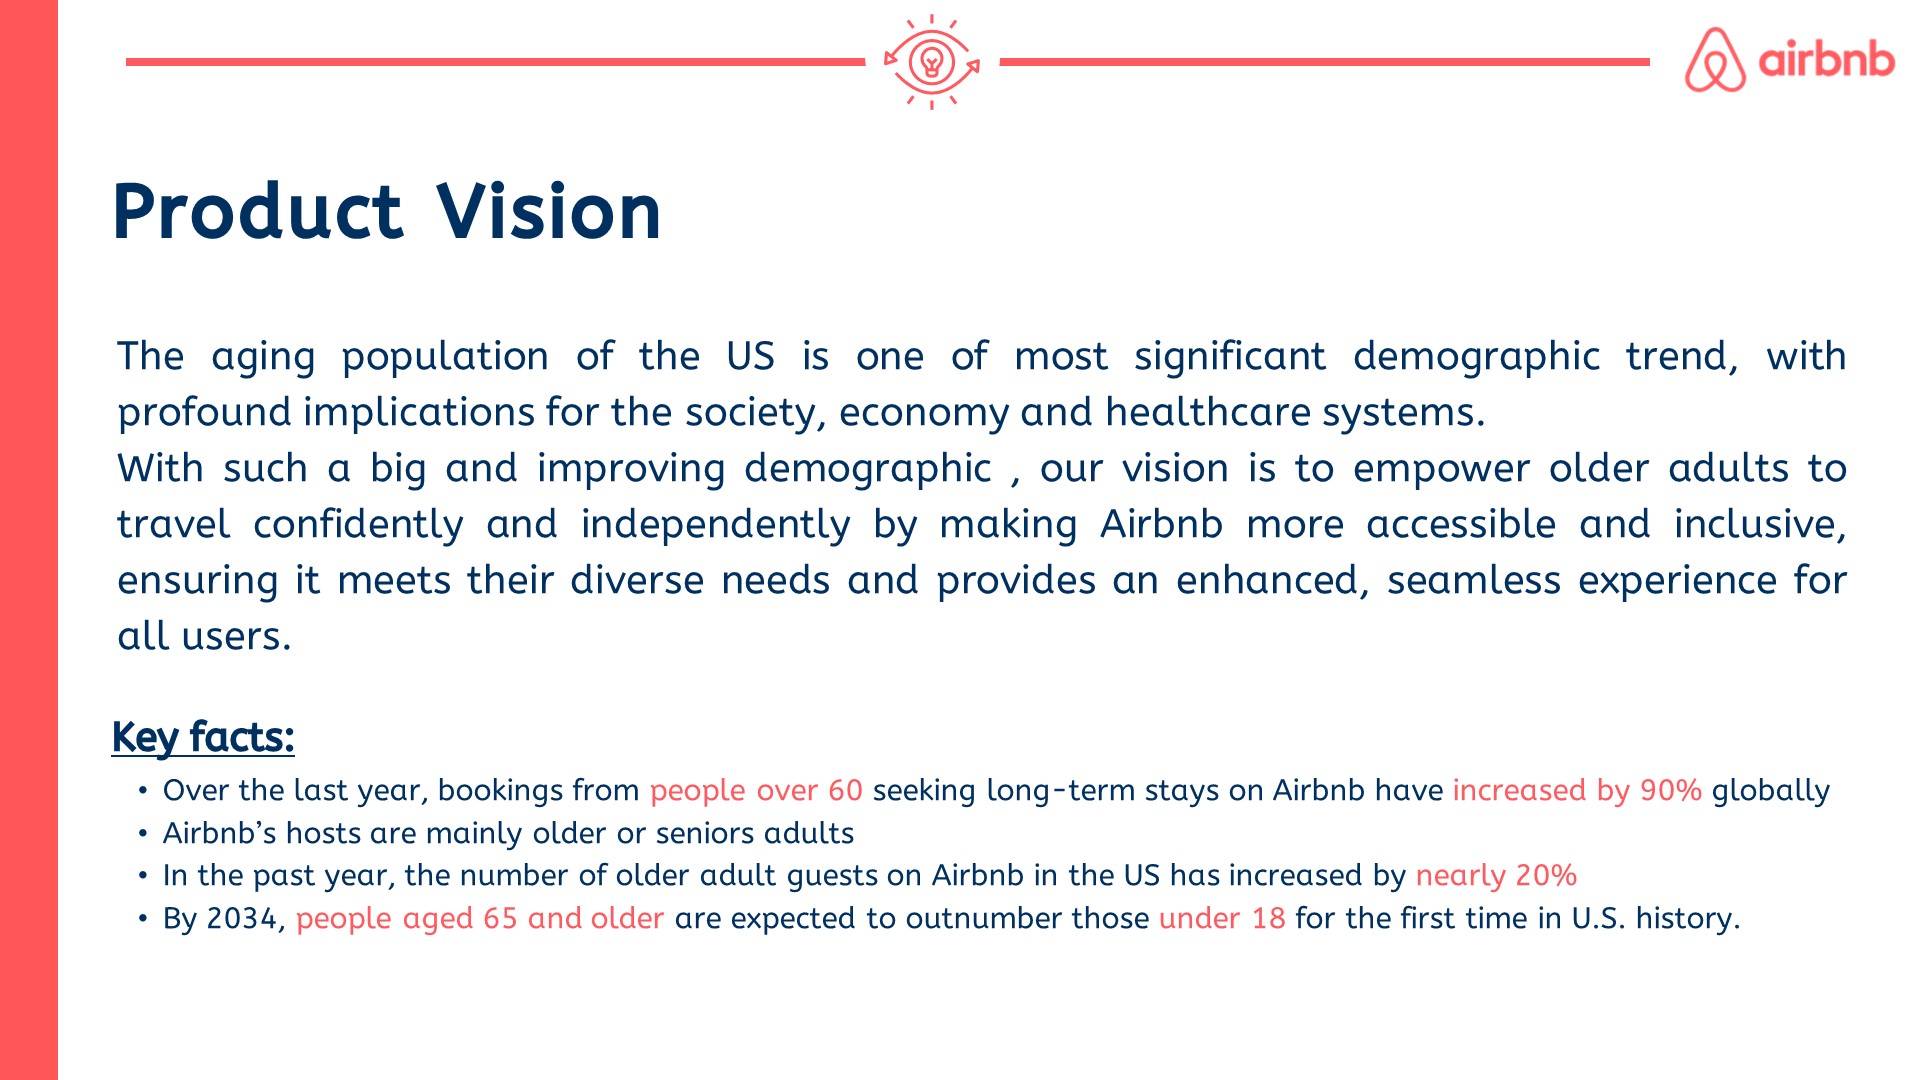 airbnb
Product Vision
The aging population of the US is one of most significant demographic trend, with
profound implications for the society, economy and healthcare systems.
With such a big and improving demographic , our vision is to empower older adults to
travel confidently and independently by making Airbnb more accessible and inclusive,
ensuring it meets their diverse needs and provides an enhanced, seamless experience for
all users.
Key facts:
• Over the last year, bookings from people over 60 seeking long-term stays on Airbnb have increased by 90% globally
• Airbnb’s hosts are mainly older or seniors adults
• In the past year, the number of older adult guests on Airbnb in the US has increased by nearly 20%
• By 2034, people aged 65 and older are expected to outnumber those under 18 for the first time in U.S. history.